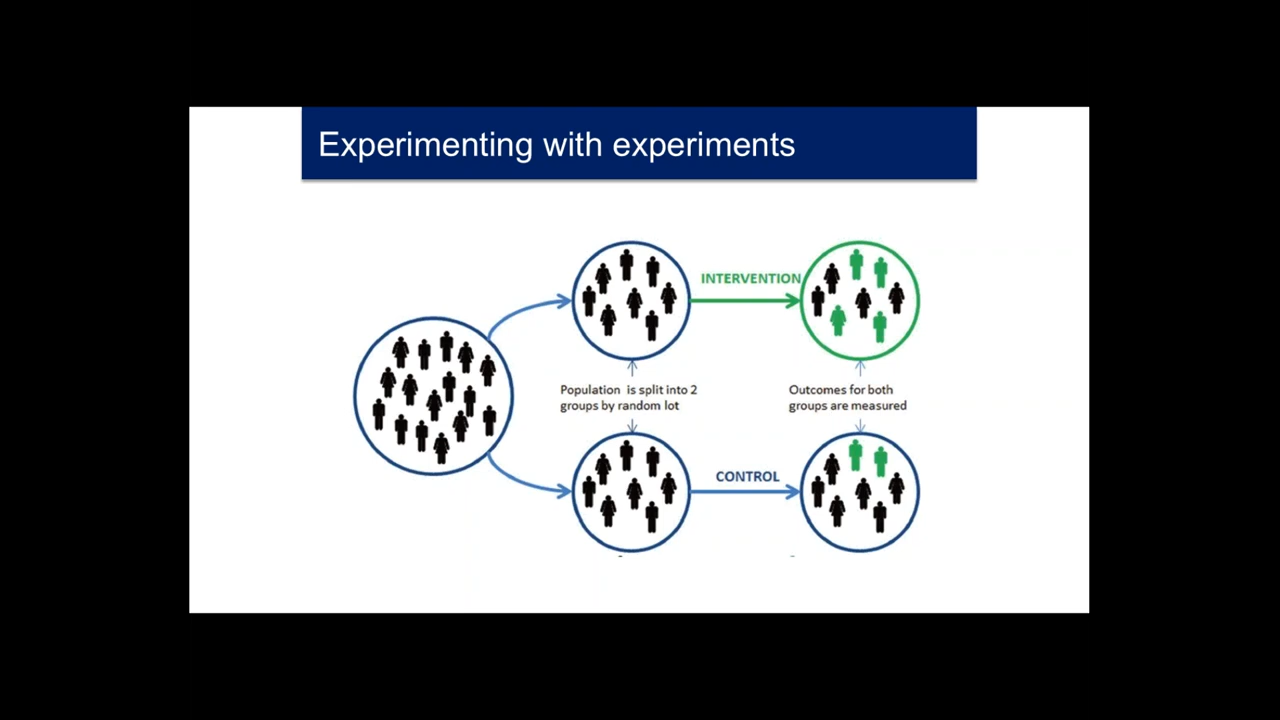 Experimenting with experiments
INTERVENTION
Population is split into 2
groups by random lot
Outcomes for both
groups are measured
CONTROL